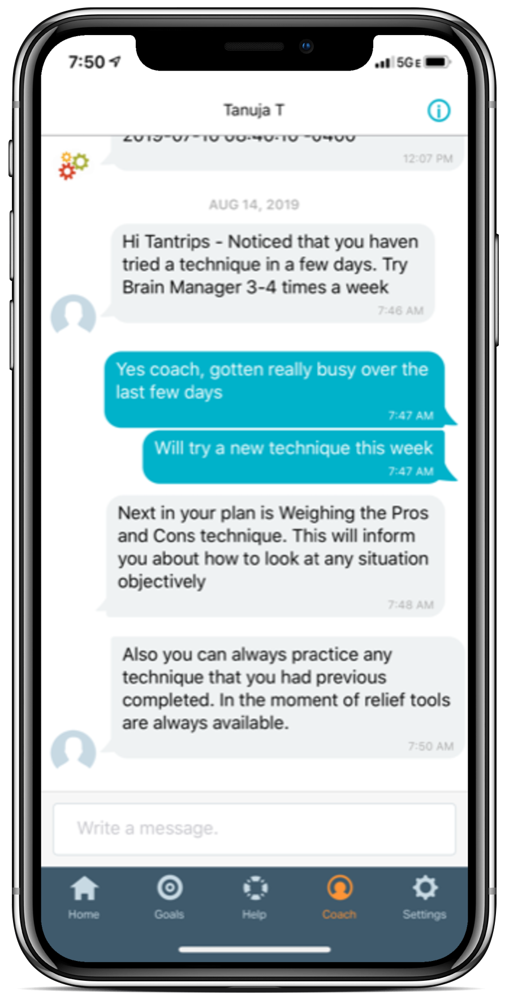 7:50
5GE
Tanuja T
12:07 PM
AUG 14, 2019
Hi Tantrips - Noticed that you haven
tried a technique in a few days. Try
Brain Manager 3-4 times a week
7:46 AM
Yes coach, gotten really busy over the
last few days
7:47 AM
Will try a new technique this week
7:47 AM
Next in your plan is Weighing the Pros
and Cons technique. This will inform
you about how to look at any situation
objectively
7:48 AM
Also you can always practice any
technique that you had previous
completed. In the moment of relief tools
are always available.
7:50 AM
Write a message.
Home
Goals
Help
Coach
Settings